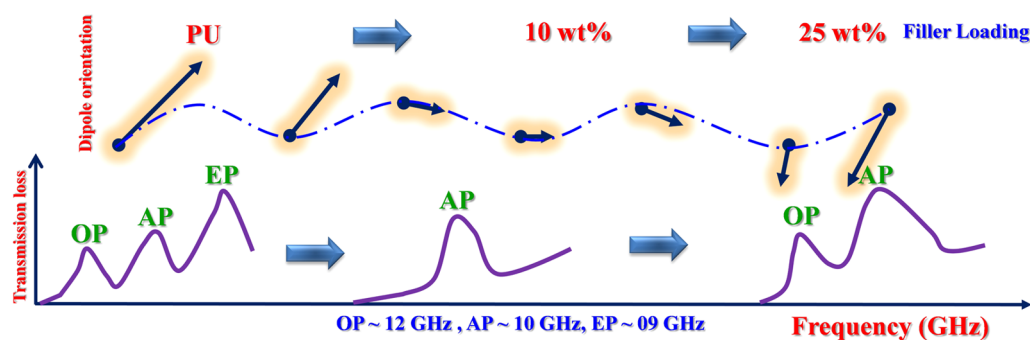 PU 10 wt% 25 wt% Filler Loading
Dipole orientation
Transmission loss
OP AP EP
AP
OP AP
OP ~ 12 GHz , AP ~ 10 GHz, EP ~ 09 GHz
Frequency (GHz)